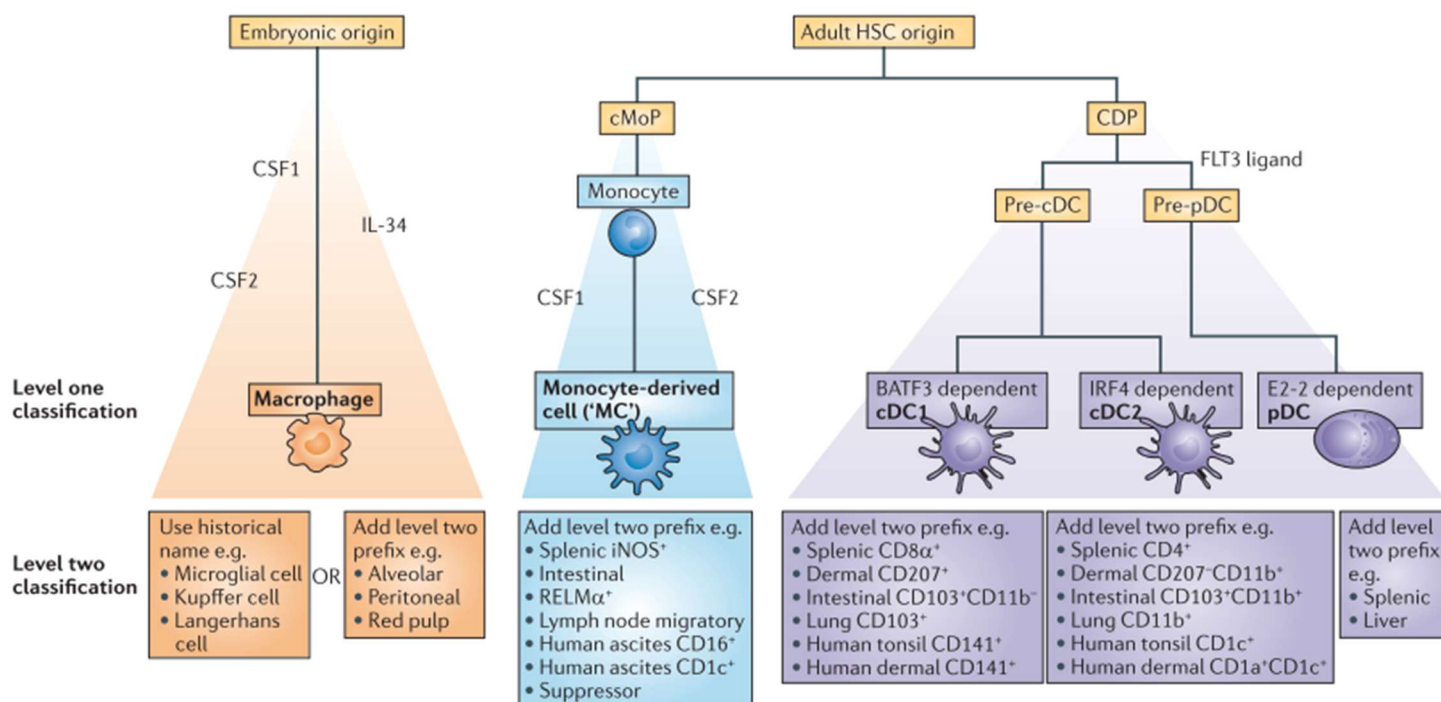 Embryonic origin
Adult HSC origin
cMoP
CDP
CSF1
FLT3 ligand
Monocyte
Pre-cDC
Pre-pDC
IL-34
CSF2
CSF1
CSF2
Level one
classification
Macrophage
Monocyte-derived
cell (‘MC’)
BATF3 dependent
cDC1
IRF4 dependent
cDC2
E2-2 dependent
pDC
Level two
classification
Use historical
name e.g.
• Microglial cell
• Kupffer cell
• Langerhans
cell
OR
Add level two
prefix e.g.
• Alveolar
• Peritoneal
• Red pulp
Add level two prefix e.g.
• Splenic iNOS⁺
• Intestinal
• RELMα⁺
• Lymph node migratory
• Human ascites CD16⁺
• Human ascites CD1c⁺
• Suppressor
Add level two prefix e.g.
• Splenic CD8α⁺
• Dermal CD207⁺
• Intestinal CD103⁺CD11b⁻
• Lung CD103⁺
• Human tonsil CD141⁺
• Human dermal CD141⁺
Add level two prefix e.g.
• Splenic CD4⁺
• Dermal CD207⁻CD11b⁺
• Intestinal CD103⁺CD11b⁺
• Lung CD11b⁺
• Human tonsil CD1c⁺
• Human dermal CD1a⁺CD1c⁺
Add level
two prefix
e.g.
• Splenic
• Liver